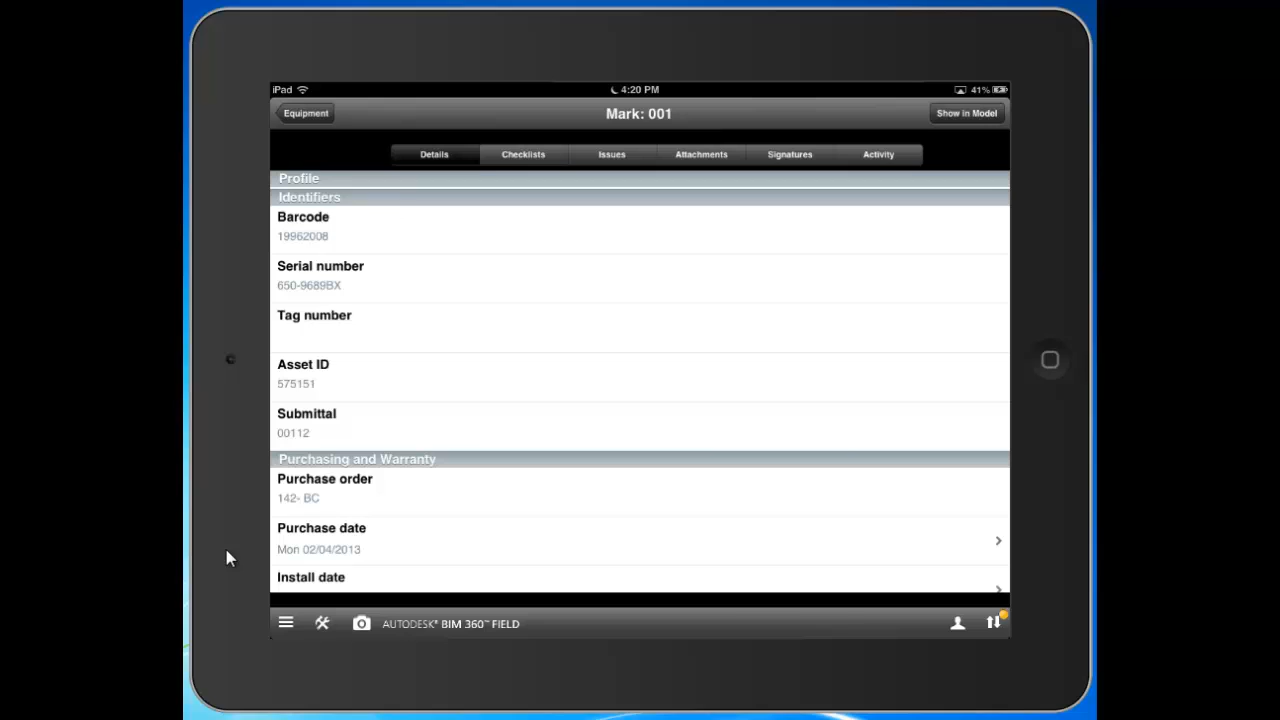 iPad 4:20 PM 41%
Equipment Mark: 001 Show in Model
Details Checklists Issues Attachments Signatures Activity
Profile
Identifiers
Barcode
19962008
Serial number
650-9689BX
Tag number
Asset ID
575151
Submittal
00112
Purchasing and Warranty
Purchase order
142- BC
Purchase date
Mon 02/04/2013
Install date
AUTODESK® BIM 360™ FIELD